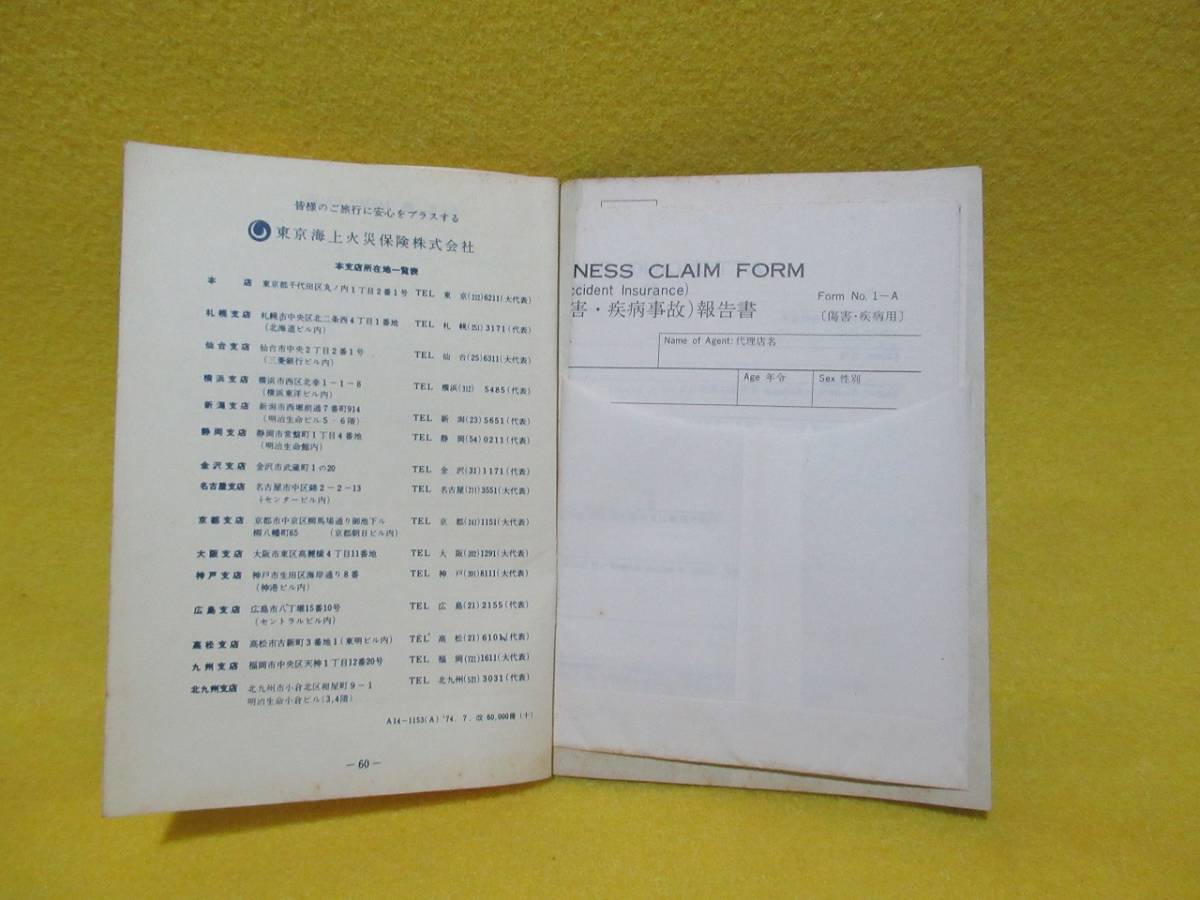 皆様のご旅行に安心をプラスする
東京海上火災保険株式会社
本支店所在地一覧表
本 店 東京都千代田区丸ノ内1丁目2番1号 TEL 東 京(212)6211(大代表)
札幌支店 札幌市中央区北二条西4丁目1番地 TEL 札 幌(251)3171(代表)
(北海道ビル内)
仙台支店 仙台市中央2丁目2番1号 TEL 仙 台(25)6311(大代表)
(三菱銀行ビル内)
横浜支店 横浜市西区北幸1-1-8 TEL 横浜(312) 5485(代表)
(横浜東洋ビル内)
新潟支店 新潟市西堀前通7番町914
(明治生命ビル5・6階) TEL 新 潟(23)5651(代表)
静岡支店 静岡市常盤町1丁目4番地 TEL 静 岡(54)0211(代表)
(明治生命館内)
金沢支店 金沢市武蔵町1の20 TEL 金 沢(31)1171(代表)
名古屋支店 名古屋市中区錦2-2-13 TEL 名古屋(211)3551(大代表)
センタービル内)
京都支店 京都市中京区柳馬場通り御池下ル TEL 京 都(241)1151(大代表)
柳八幡町65 (京都朝日ビル内)
大阪支店 大阪市東区高麗橋4丁目11番地 TEL 大 阪(202)1291(大代表)
神戸支店 神戸市生田区海岸通り8番 TEL 神 戸(391)8111(大代表)
(神港ビル内)
広島支店 広島市八丁堀15番10号 TEL 広 島(21)2155(代表)
(セントラルビル内)
高松支店 高松市古新町3番地1(東明ビル内) TEL 高 松(21)610 代表)
九州支店 福岡市中央区天神1丁目12番20号 TEL 福 岡(721)1611(大代表)
北九州支店 北九州市小倉北区紺屋町9-1 TEL 北九州(521)3031(代表)
明治生命小倉ビル(3,4階)
A14-1153(A) '74. 7. 改 60,000冊(十)
-60-
NESS CLAIM FORM
ccident Insurance)
害・疾病事故)報告書
Form No. 1-A
〔傷害・疾病用〕
Name of Agent: 代理店名
Age 年令
Sex 性別